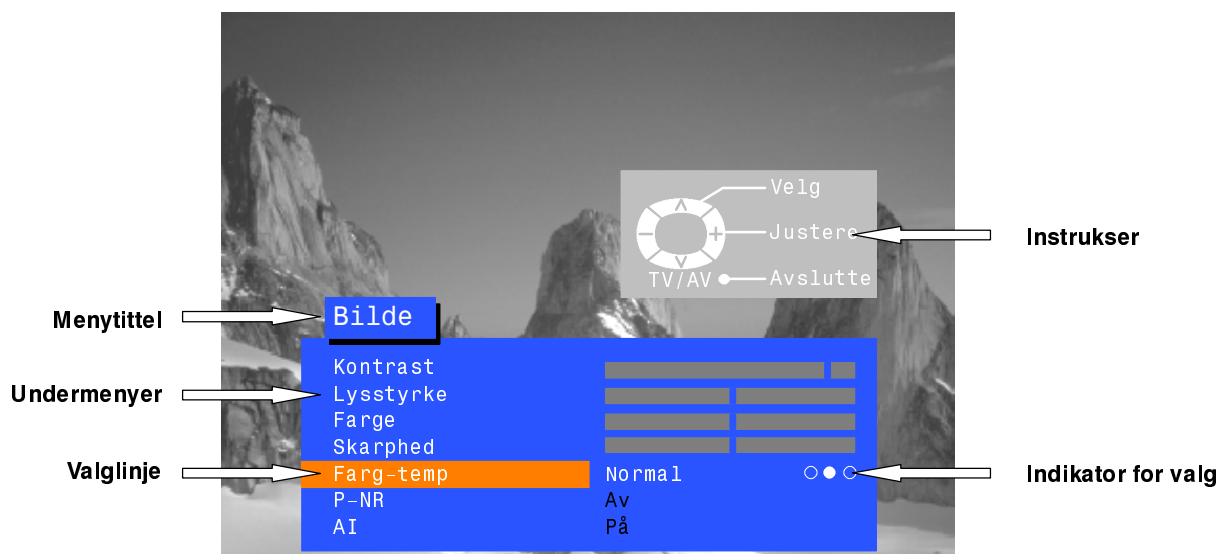 Velg
Justere
TV/AV Avslutte
Instrukser
Menytittel
Bilde
Kontrast
Undermenyer
Lysstyrke
Farge
Skarphed
Valglinje
Farg-temp Normal
Indikator for valg
P-NR Av
AI På